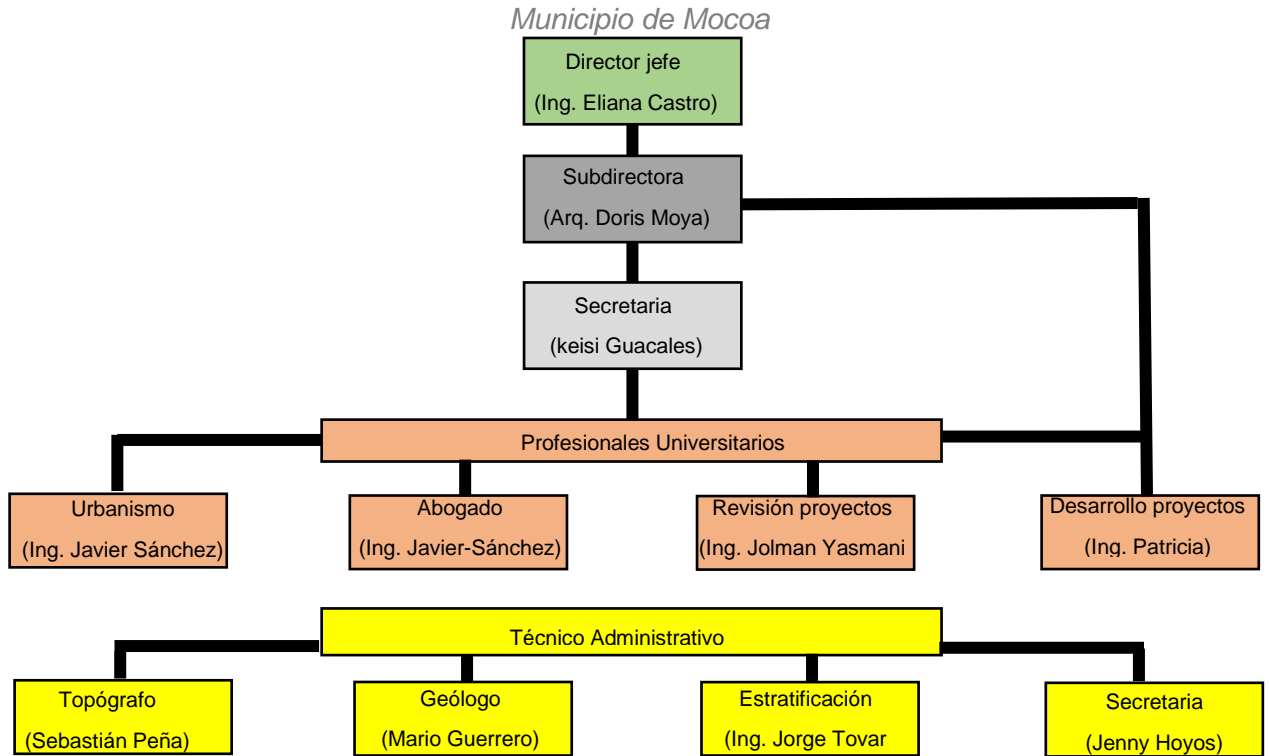 Municipio de Mocoa
Director jefe
(Ing. Eliana Castro)
Subdirectora
(Arq. Doris Moya)
Secretaria
(keisi Guacales)
Profesionales Universitarios
Urbanismo
(Ing. Javier Sánchez)
Abogado
(Ing. Javier-Sánchez)
Revisión proyectos
(Ing. Jolman Yasmani
Desarrollo proyectos
(Ing. Patricia)
Técnico Administrativo
Topógrafo
(Sebastián Peña)
Geólogo
(Mario Guerrero)
Estratificación
(Ing. Jorge Tovar
Secretaria
(Jenny Hoyos)